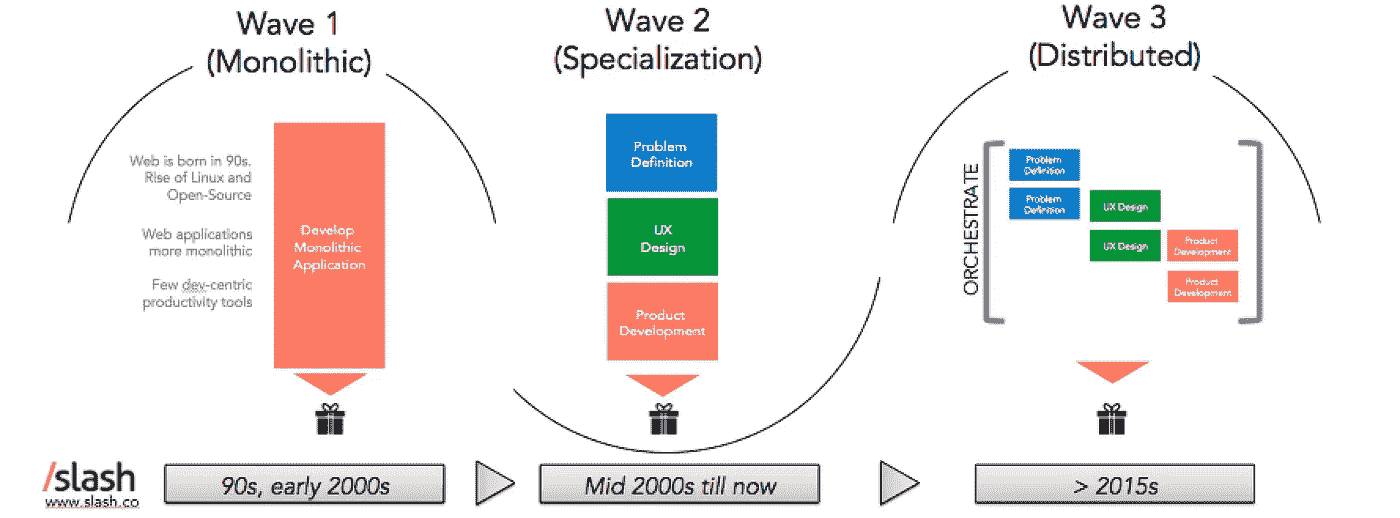 Wave 1
(Monolithic)
Web is born in 90s.
Rise of Linux and
Open-Source
Web applications
more monolithic
Few dev-centric
productivity tools
Develop
Monolithic
Application
Wave 2
(Specialization)
Problem
Definition
UX
Design
Product
Development
Wave 3
(Distributed)
ORCHESTRATE
Problem
Definition
Problem
Definition
UX Design
UX Design
Product
Development
Product
Development
/slash
www.slash.co
90s, early 2000s
Mid 2000s till now
> 2015s